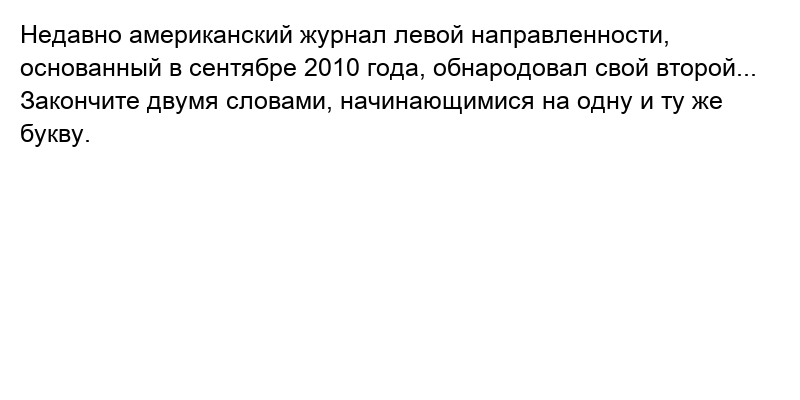 Недавно американский журнал левой направленности,
основанный в сентябре 2010 года, обнародовал свой второй...
Закончите двумя словами, начинающимися на одну и ту же
букву.